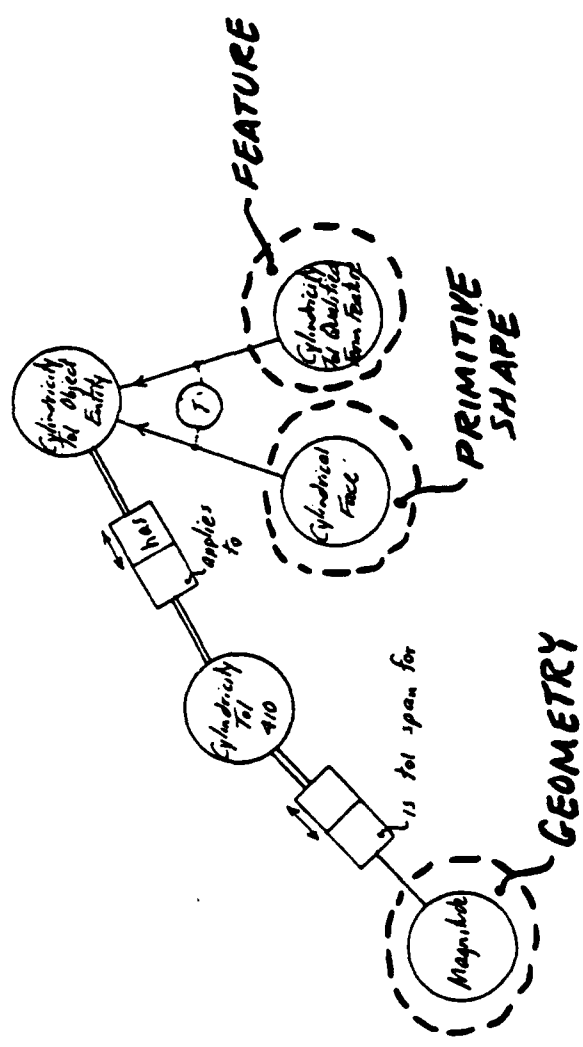 Cylindricity
Tol Object
Entity
has
applies
to
T
Cylindricity
Tol
410
is tol span for
Magnitude
GEOMETRY
Cylindrical
Face
PRIMITIVE
SHAPE
Cylindricity
Tol Qualified
Form Feature
FEATURE